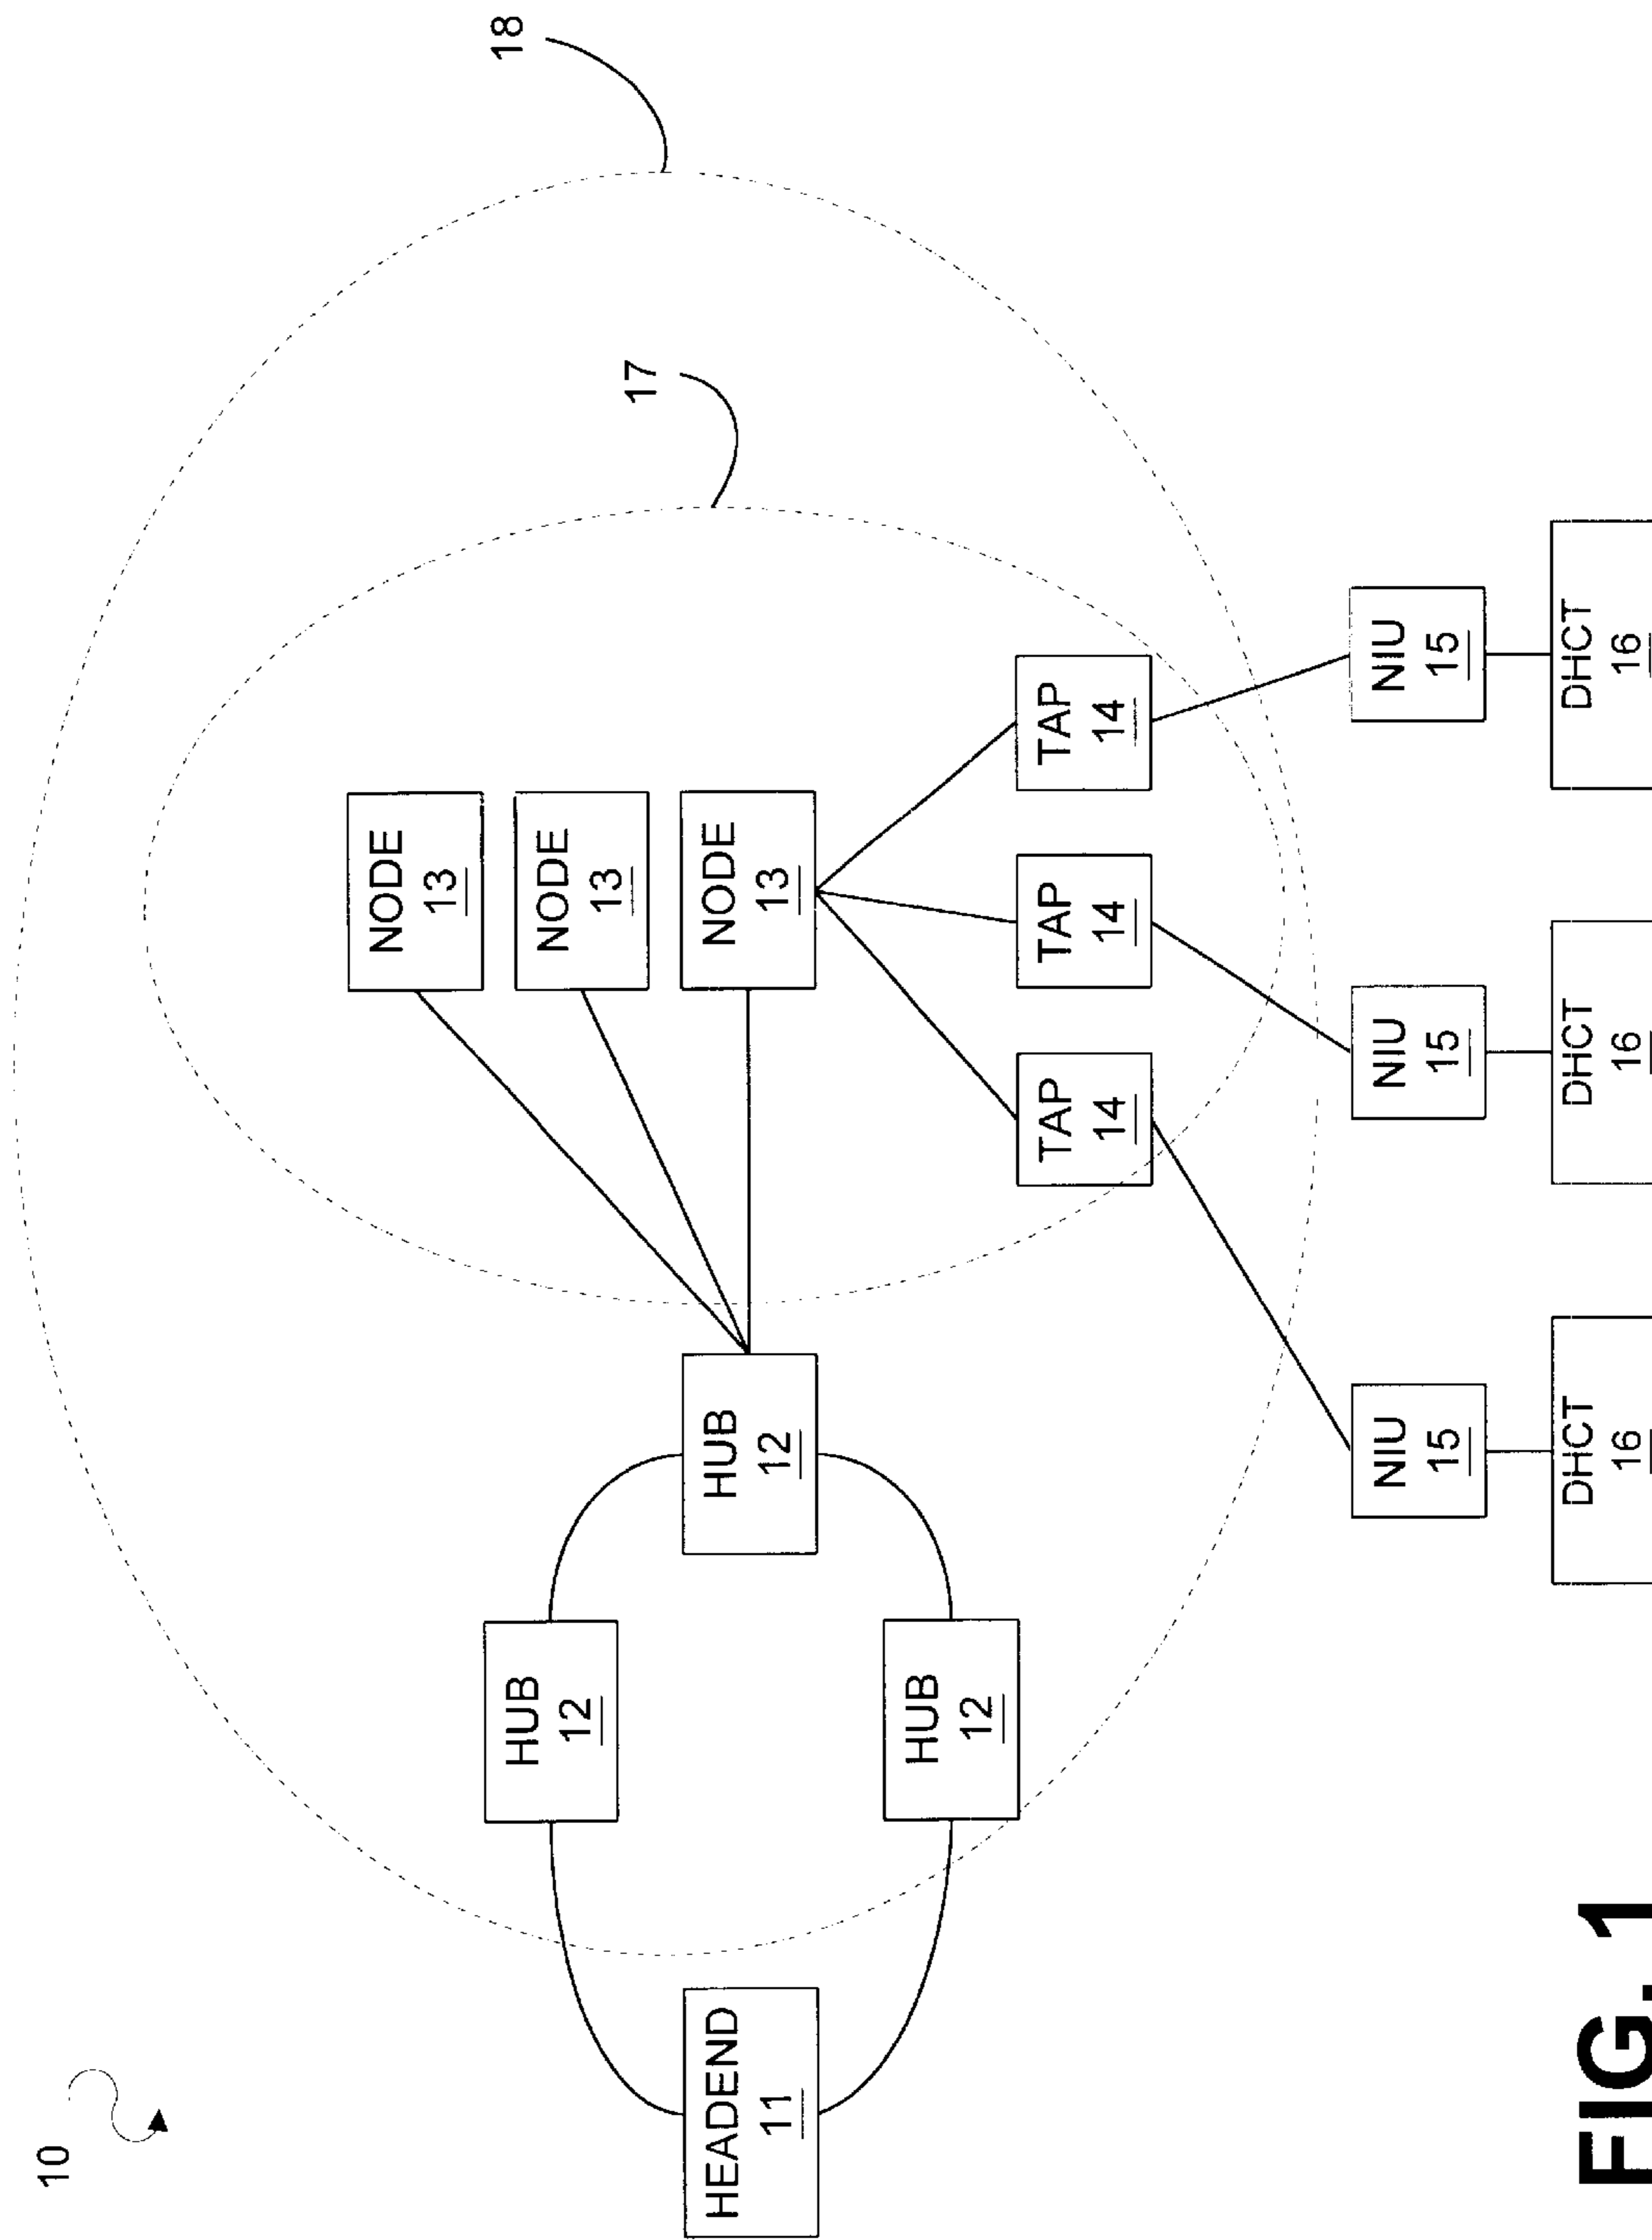 10
18
17
HEADEND
11
HUB
12
HUB
12
HUB
12
NODE
13
NODE
13
NODE
13
TAP
14
TAP
14
TAP
14
NIU
15
NIU
15
NIU
15
DHCT
16
DHCT
16
DHCT
16
FIG. 1